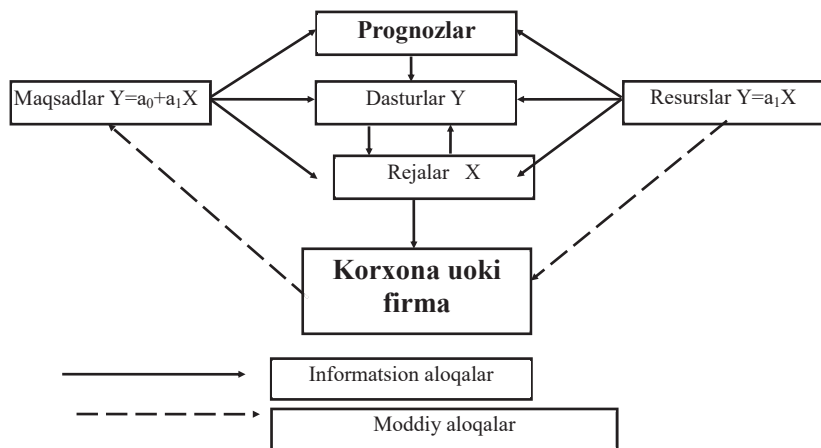 Prognozlar
Maqsadlar Y=a₀+a₁X
Dasturlar Y
Resurslar Y=a₁X
Rejalar X
Korxona uoki
firma
Informatsion aloqalar
Moddiy aloqalar